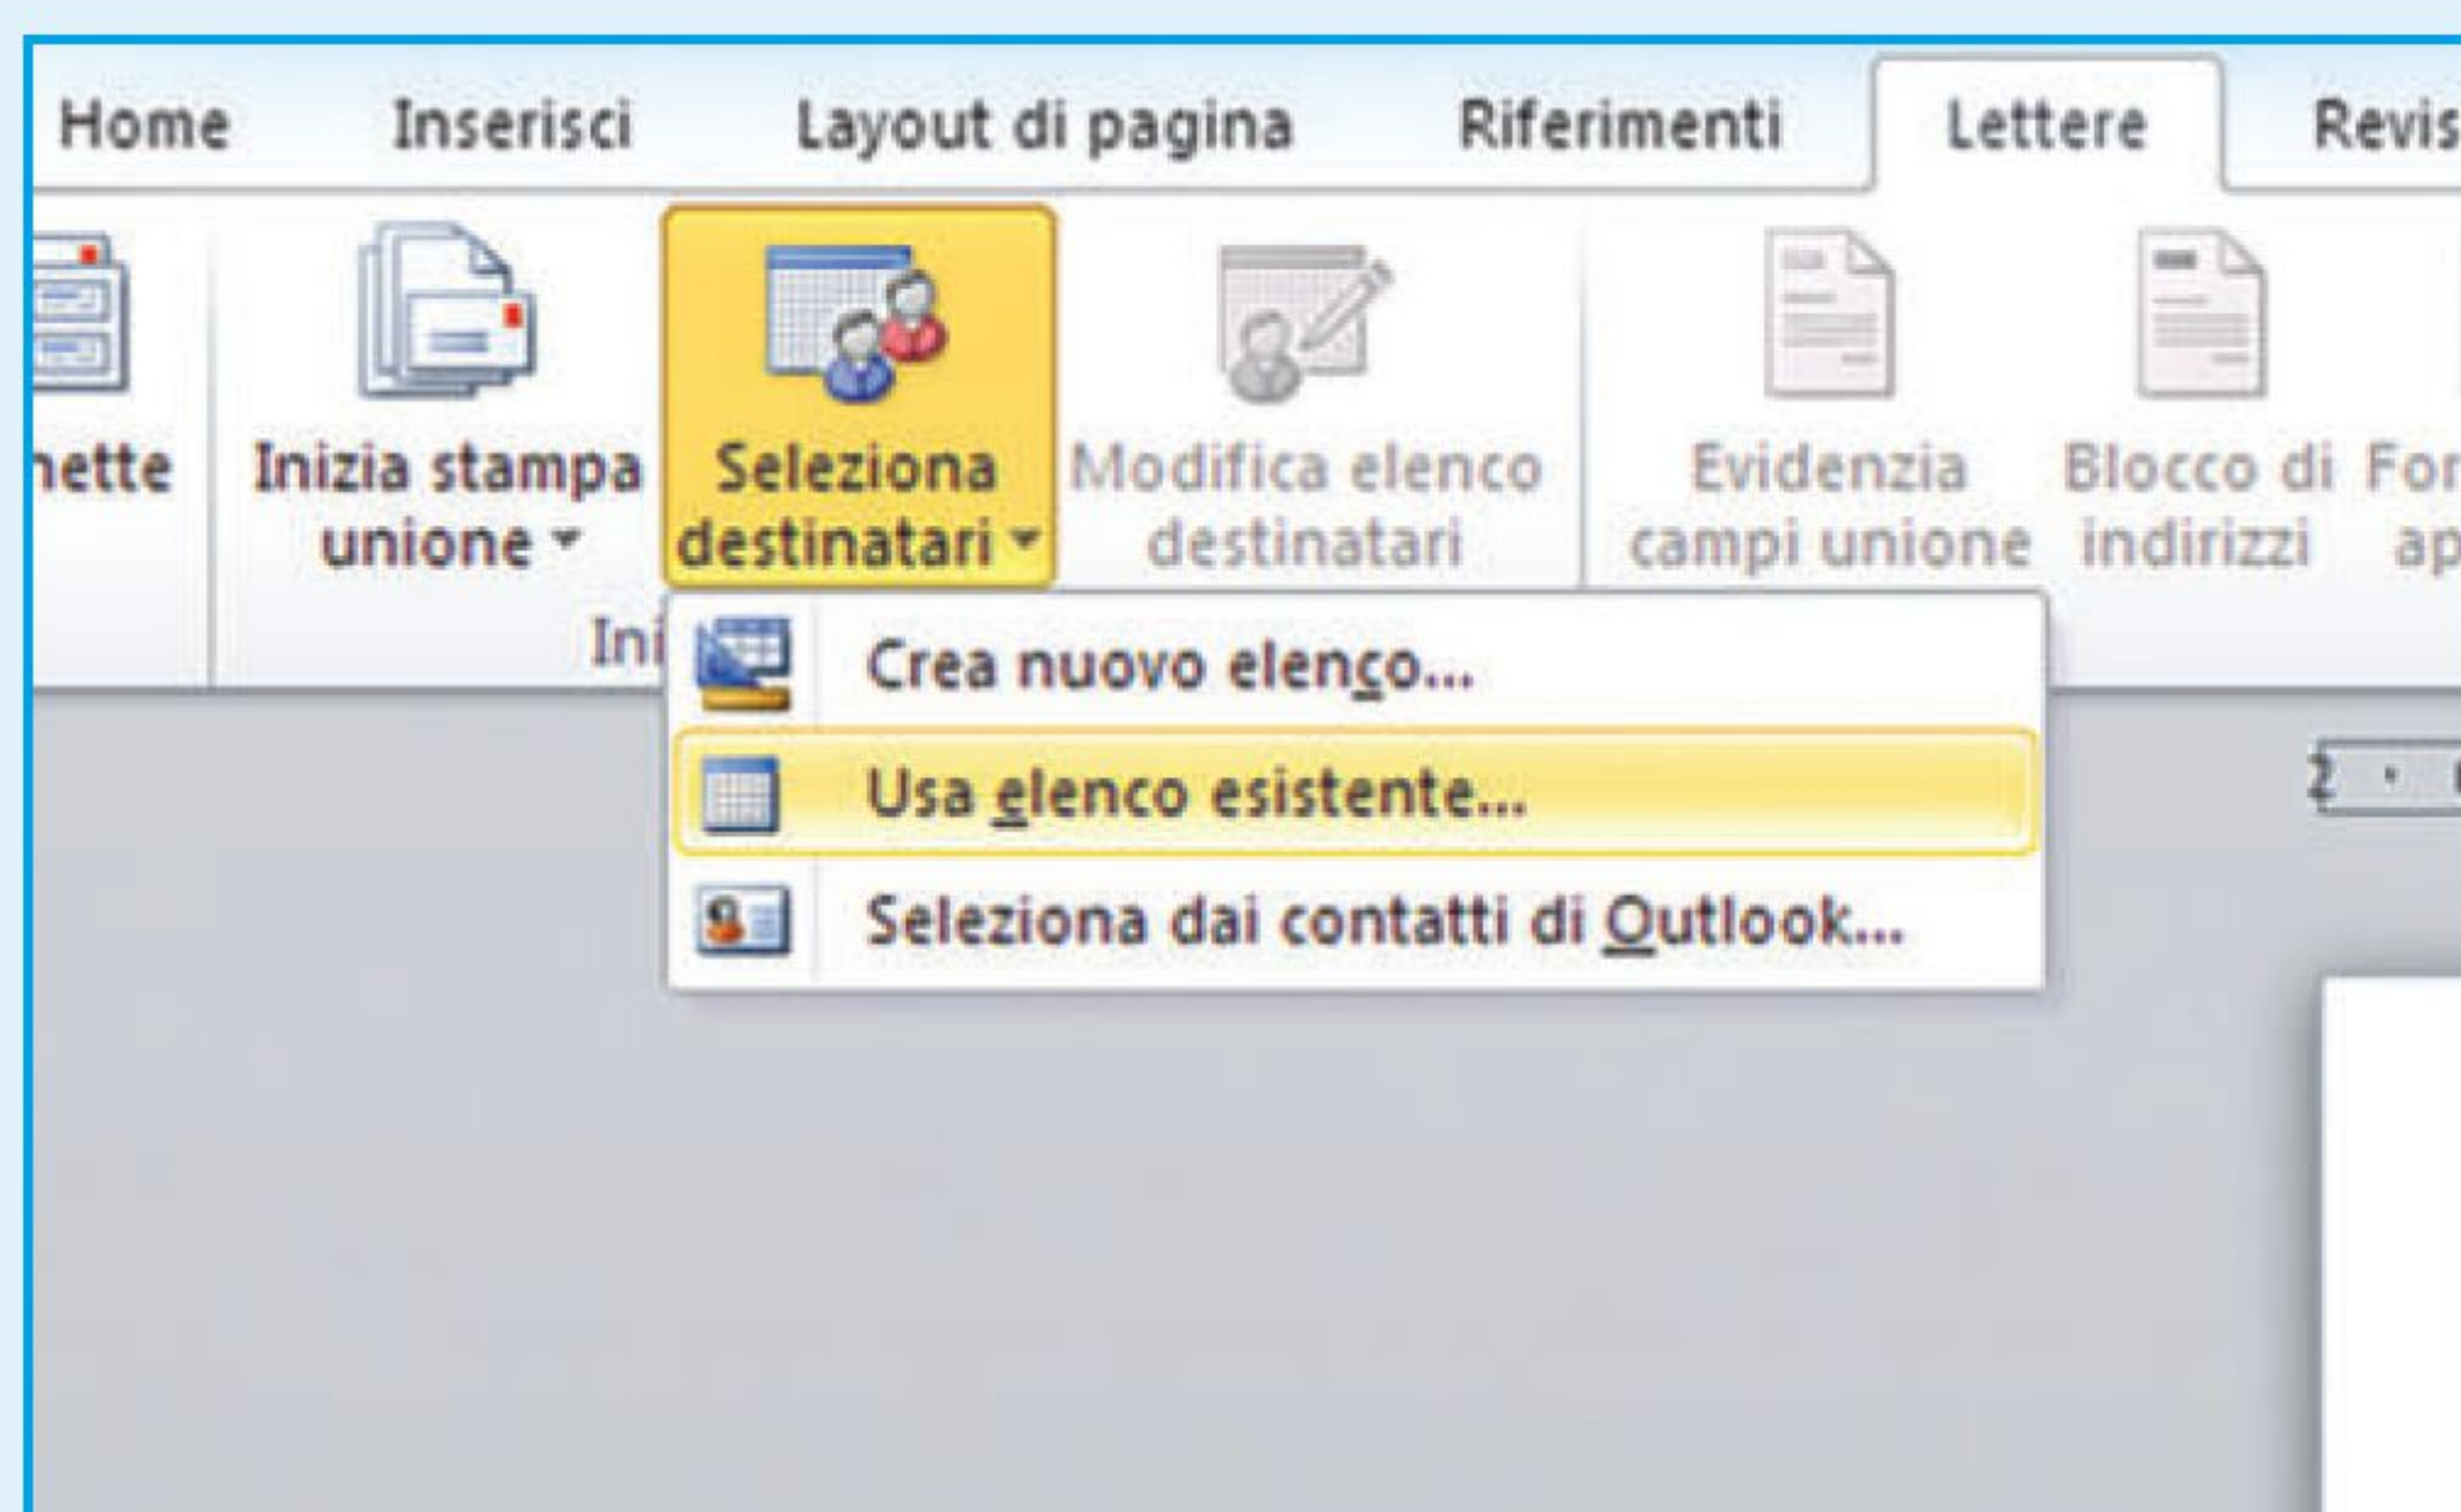 Home Inserisci Layout di pagina Riferimenti Lettere
Inizia stampa Seleziona Modifica elenco Evidenzia Blocco di
unione destinatari destinatari campi unione indirizzi
Crea nuovo elenco...
Usa elenco esistente...
Seleziona dai contatti di Outlook...
2